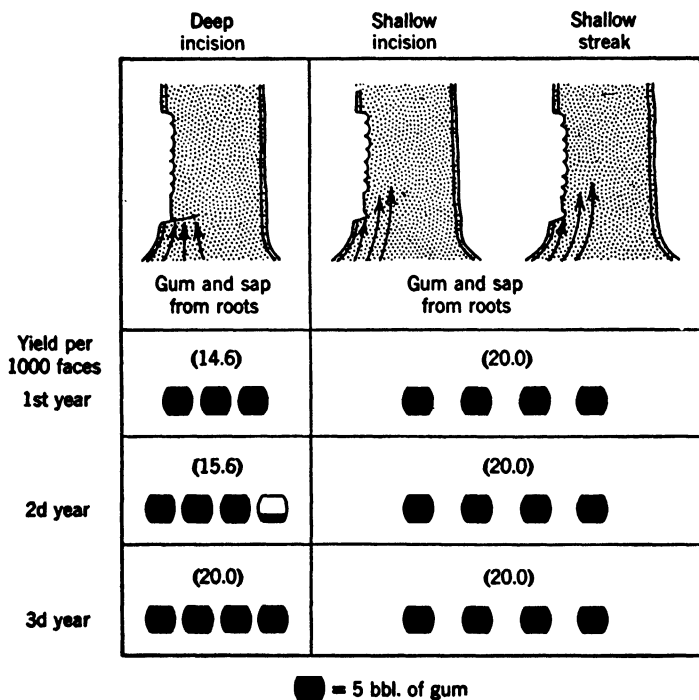 Deep
incision
Shallow
incision
Shallow
streak
Gum and sap
from roots
Gum and sap
from roots
Yield per
1000 faces
1st year
(14.6)
(20.0)
2d year
(15.6)
(20.0)
3d year
(20.0)
(20.0)
= 5 bbl. of gum